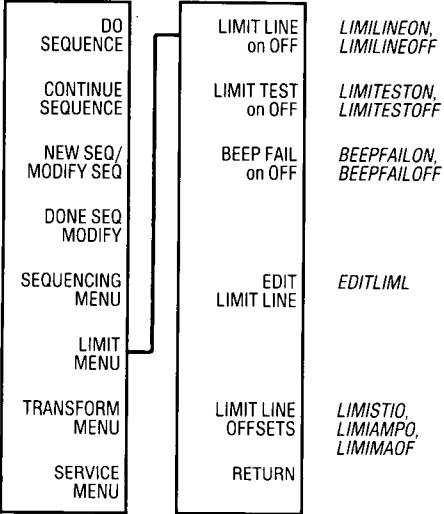 DO
SEQUENCE
CONTINUE
SEQUENCE
NEW SEQ/
MODIFY SEQ
DONE SEQ
MODIFY
SEQUENCING
MENU
LIMIT
MENU
TRANSFORM
MENU
SERVICE
MENU
LIMIT LINE
on OFF
LIMIT TEST
on OFF
BEEP FAIL
on OFF
EDIT
LIMIT LINE
LIMIT LINE
OFFSETS
RETURN
LIMILINEON,
LIMILINEOFF
LIMITESTON,
LIMITESTOFF
BEEPFAILON,
BEEPFAILOFF
EDITLIML
LIMISTIO,
LIMIAMPO,
LIMIMAOF